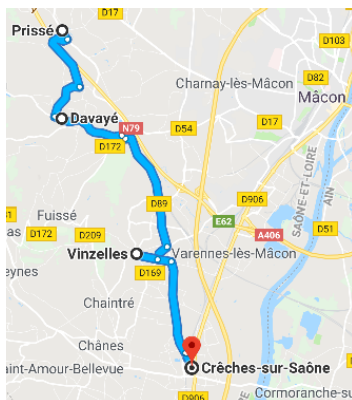 D17
Prissé
D103
D82
Charnay-lès-Mâcon
Mâcon
Davayé
N79
D54
D17
D172
SAÔNE-ET-LOIRE
AIN
D89
D906
Fuissé
E62
D51
D172
D209
A406
Vinzelles
Varennes-lès-Mâcon
eynes
D169
Chaintré
Chânes
aint-Amour-Bellevue
Crêches-sur-Saône
D906
Cormoranche-sur